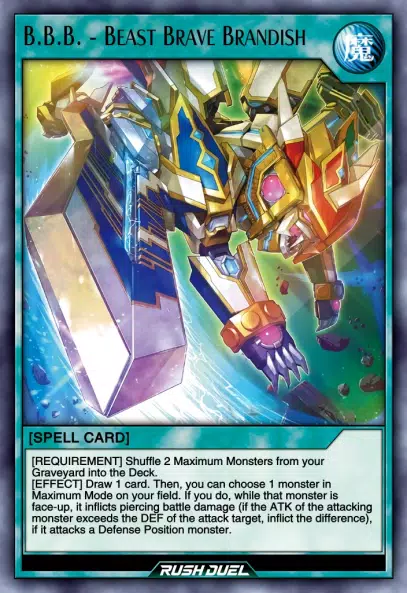 B.B.B. - BEAST BRAVE BRANDISH
魔
[SPELL CARD]
[REQUIREMENT] Shuffle 2 Maximum Monsters from your
Graveyard into the Deck.
[EFFECT] Draw 1 card. Then, you can choose 1 monster in
Maximum Mode on your field. If you do, while that monster is
face-up, it inflicts piercing battle damage (if the ATK of the attacking
monster exceeds the DEF of the attack target, inflict the difference),
if it attacks a Defense Position monster.
RUSH DUEL